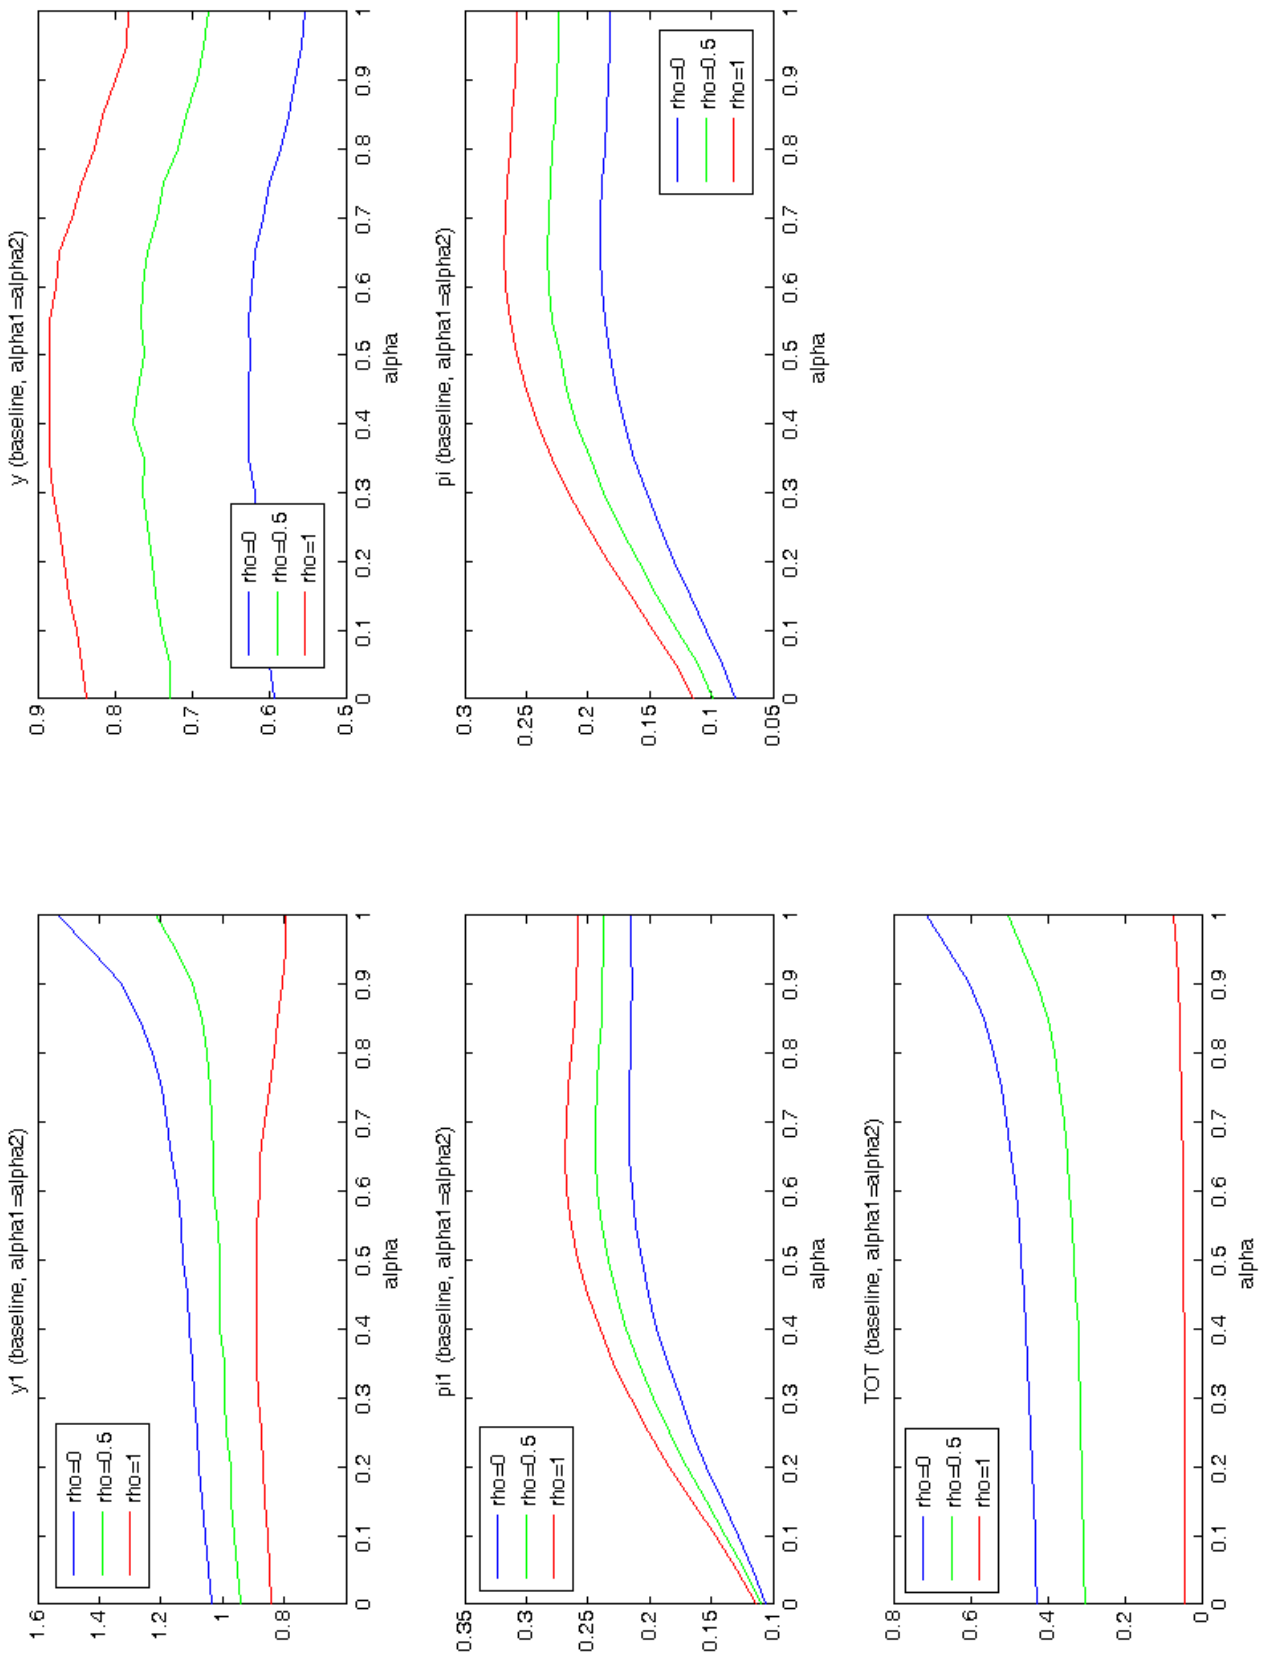 y1 (baseline, alpha1=alpha2)
1.6
1.4
1.2
1
0.8
rho=0
rho=0.5
rho=1
0 0.1 0.2 0.3 0.4 0.5 0.6 0.7 0.8 0.9 1
alpha
y (baseline, alpha1=alpha2)
0.9
0.8
0.7
0.6
0.5
rho=0
rho=0.5
rho=1
0 0.1 0.2 0.3 0.4 0.5 0.6 0.7 0.8 0.9 1
alpha
pi1 (baseline, alpha1=alpha2)
0.35
0.3
0.25
0.2
0.15
0.1
rho=0
rho=0.5
rho=1
0 0.1 0.2 0.3 0.4 0.5 0.6 0.7 0.8 0.9 1
alpha
pi (baseline, alpha1=alpha2)
0.3
0.25
0.2
0.15
0.1
0.05
rho=0
rho=0.5
rho=1
0 0.1 0.2 0.3 0.4 0.5 0.6 0.7 0.8 0.9 1
alpha
TOT (baseline, alpha1=alpha2)
0.8
0.6
0.4
0.2
0
rho=0
rho=0.5
rho=1
0 0.1 0.2 0.3 0.4 0.5 0.6 0.7 0.8 0.9 1
alpha